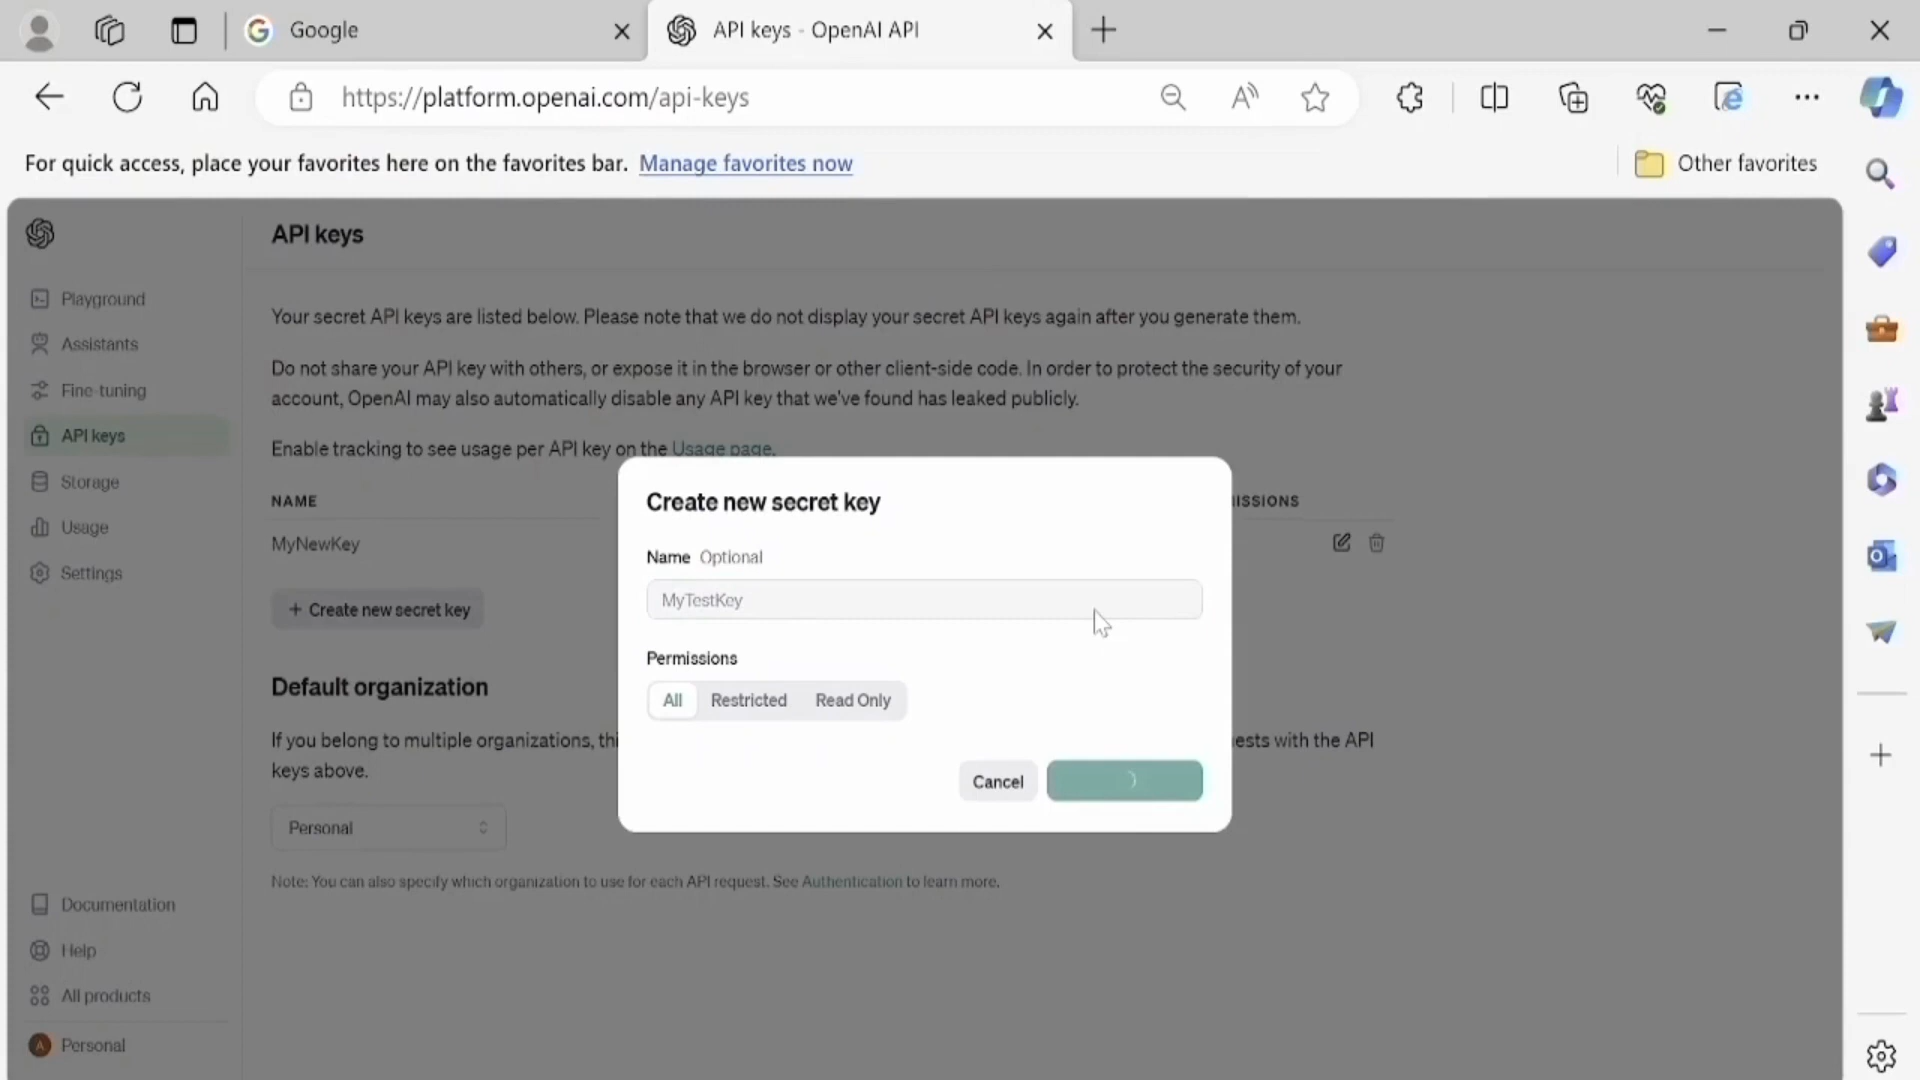 Google
API keys - OpenAI API
https://platform.openai.com/api-keys
For quick access, place your favorites here on the favorites bar. Manage favorites now
Other favorites
API keys
Playground
Assistants
Fine-tuning
API keys
Storage
Usage
Settings
Your secret API keys are listed below. Please note that we do not display your secret API keys again after you generate them.
Do not share your API key with others, or expose it in the browser or other client-side code. In order to protect the security of your
account, OpenAI may also automatically disable any API key that we've found has leaked publicly.
Enable tracking to see usage per API key on the Usage page.
NAME
ISSIONS
MyNewKey
+ Create new secret key
Create new secret key
Name Optional
MyTestKey
Permissions
All Restricted Read Only
Cancel
Default organization
If you belong to multiple organizations, thi
ests with the API
keys above.
Personal
Note: You can also specify which organization to use for each API request. See Authentication to learn more.
Documentation
Help
All products
A Personal